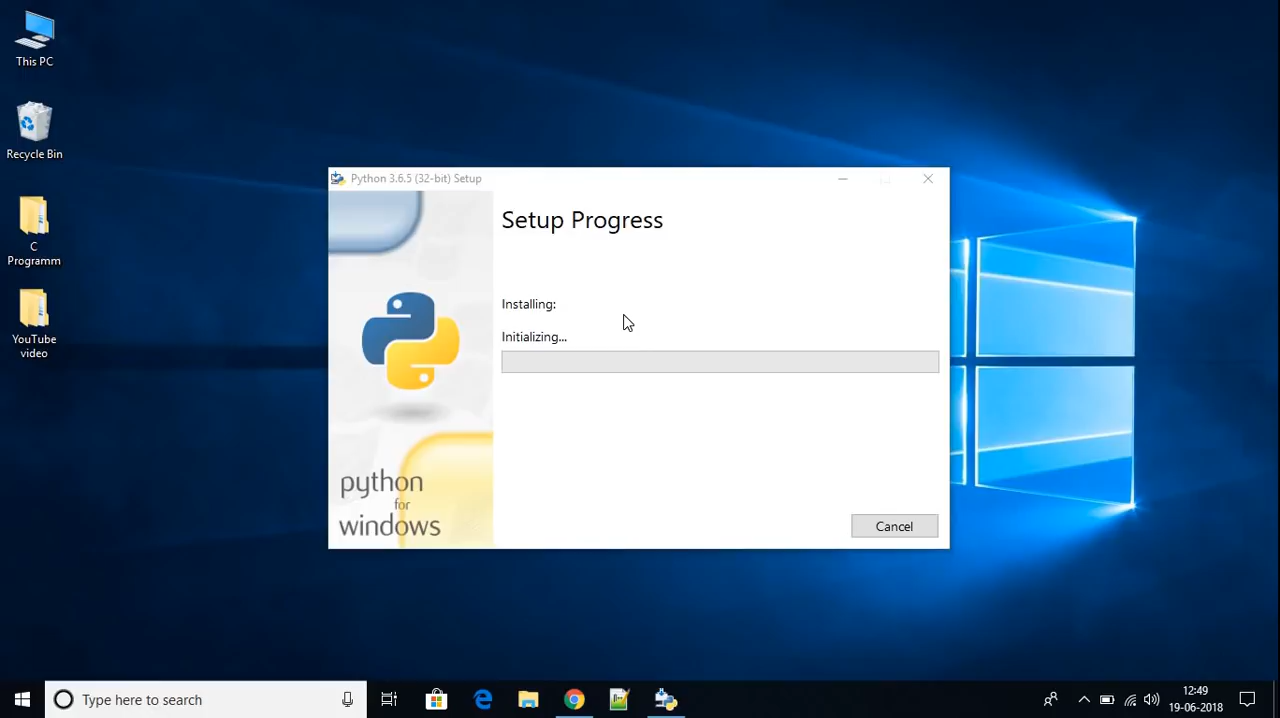 This PC
Recycle Bin
C
Programm
YouTube
video
Python 3.6.5 (32-bit) Setup
Setup Progress
Installing:
Initializing...
python
for
windows
Cancel
Type here to search
12:49
19-06-2018